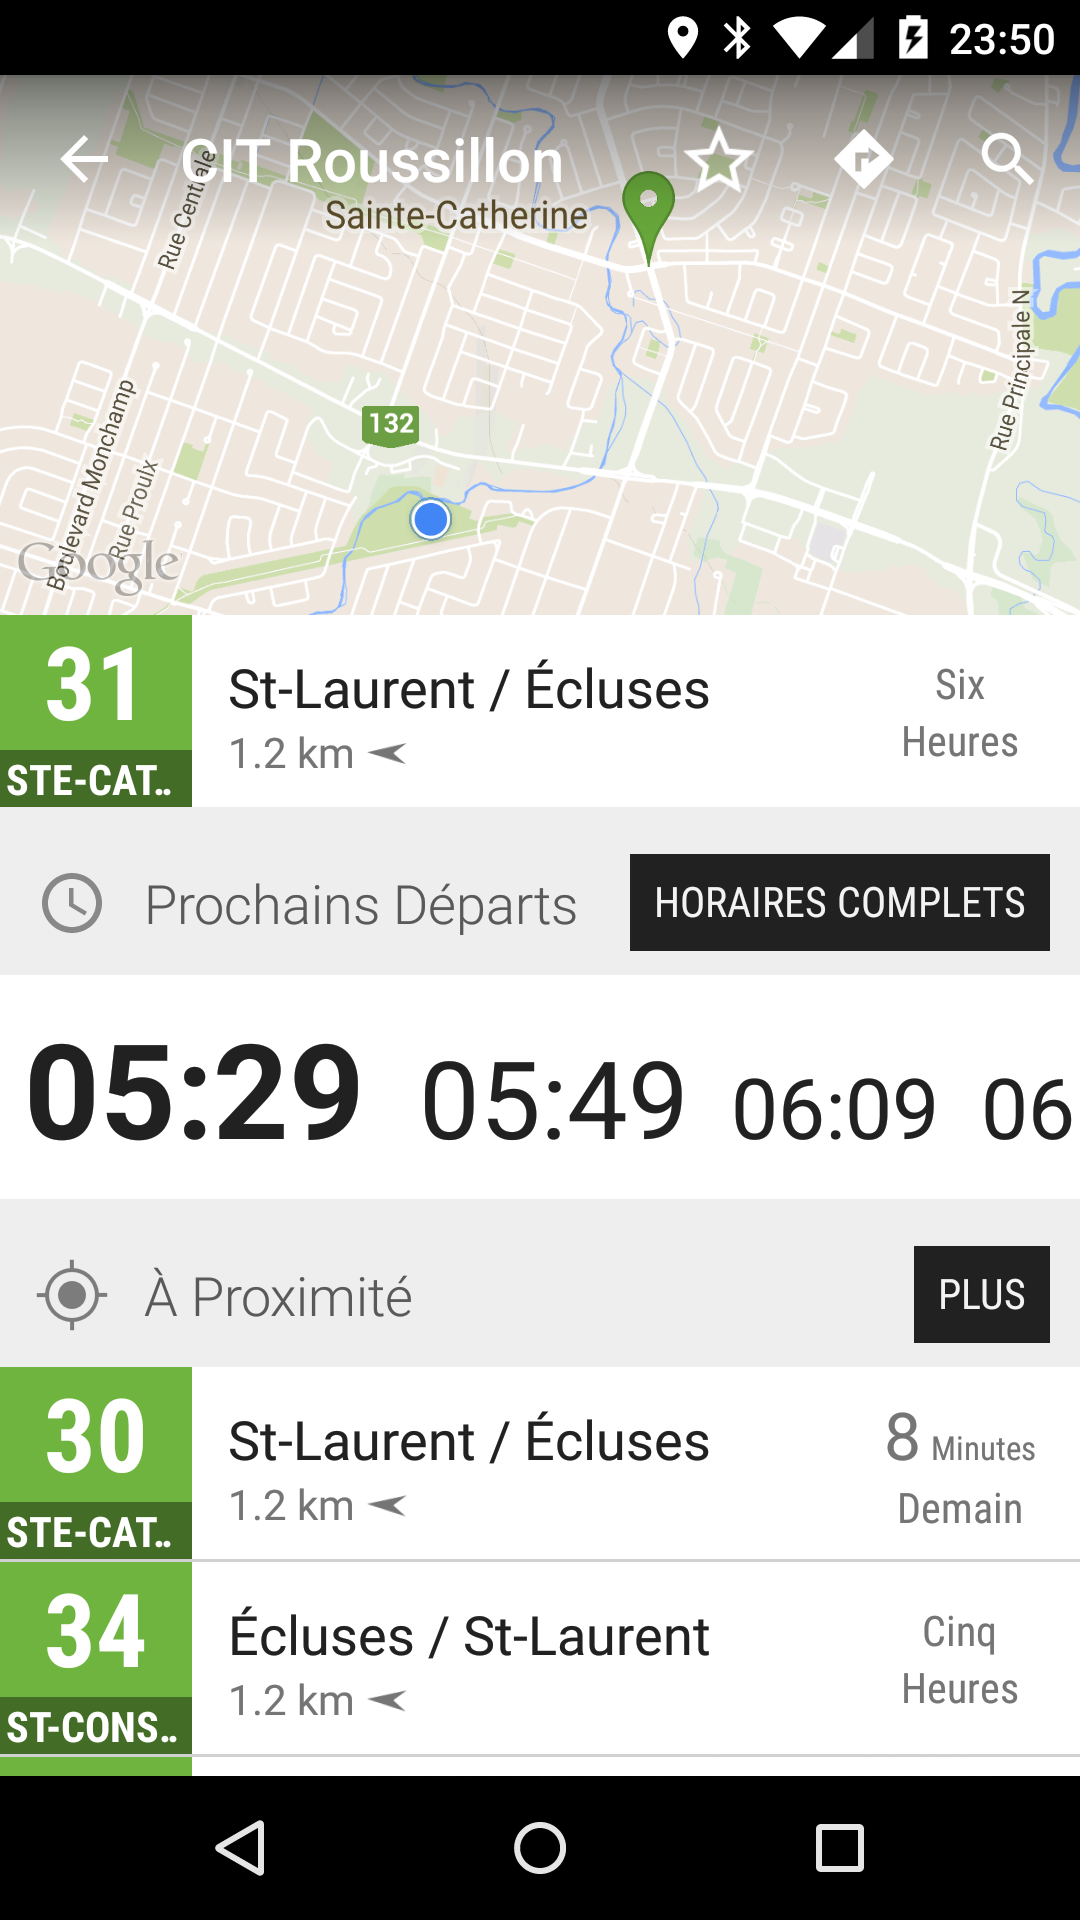 23:50
CIT Roussillon
Sainte-Catherine
Rue Centrale
Rue Principale N
132
Boulevard Monchamp
Rue Proulx
Google
31
STE-CAT..
St-Laurent / Écluses
1.2 km
Six
Heures
Prochains Départs
HORAIRES COMPLETS
05:29 05:49 06:09 06
À Proximité
PLUS
30
STE-CAT..
St-Laurent / Écluses
1.2 km
8 Minutes
Demain
34
ST-CONS..
Écluses / St-Laurent
1.2 km
Cinq
Heures